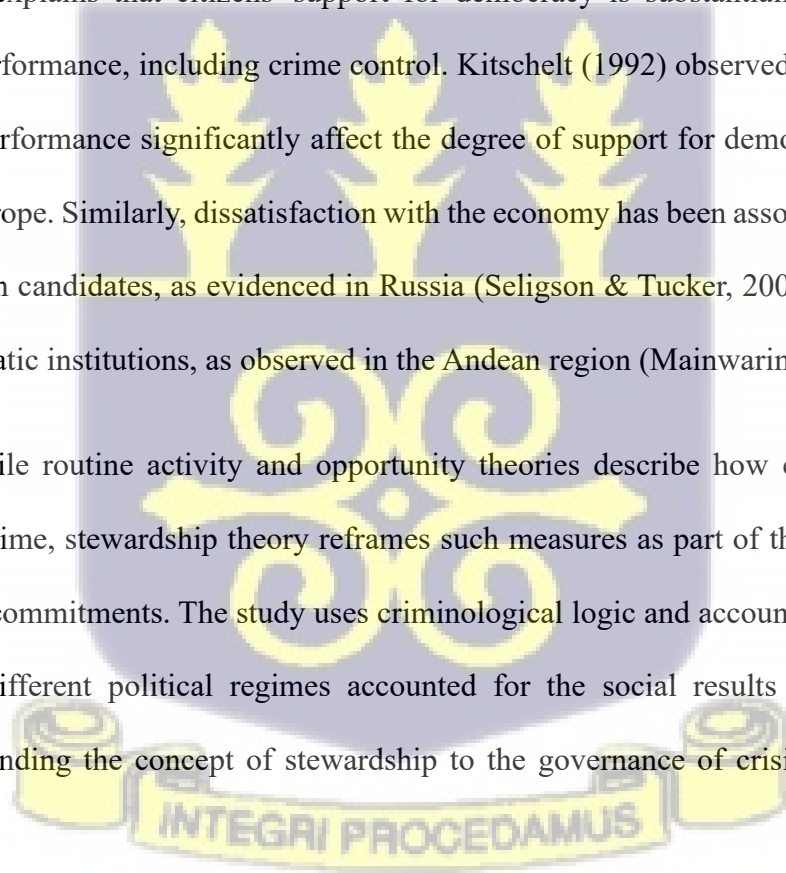 explains that citizens' support for democracy is substantial
rformance, including crime control. Kitschelt (1992) observed
rformance significantly affect the degree of support for demo
rope. Similarly, dissatisfaction with the economy has been asso
n candidates, as evidenced in Russia (Seligson & Tucker, 200
atic institutions, as observed in the Andean region (Mainwarin
ile routine activity and opportunity theories describe how
ime, stewardship theory reframes such measures as part of th
commitments. The study uses criminological logic and accoun
ifferent political regimes accounted for the social results
nding the concept of stewardship to the governance of crisi
INTEGRI PROCEDAMUS